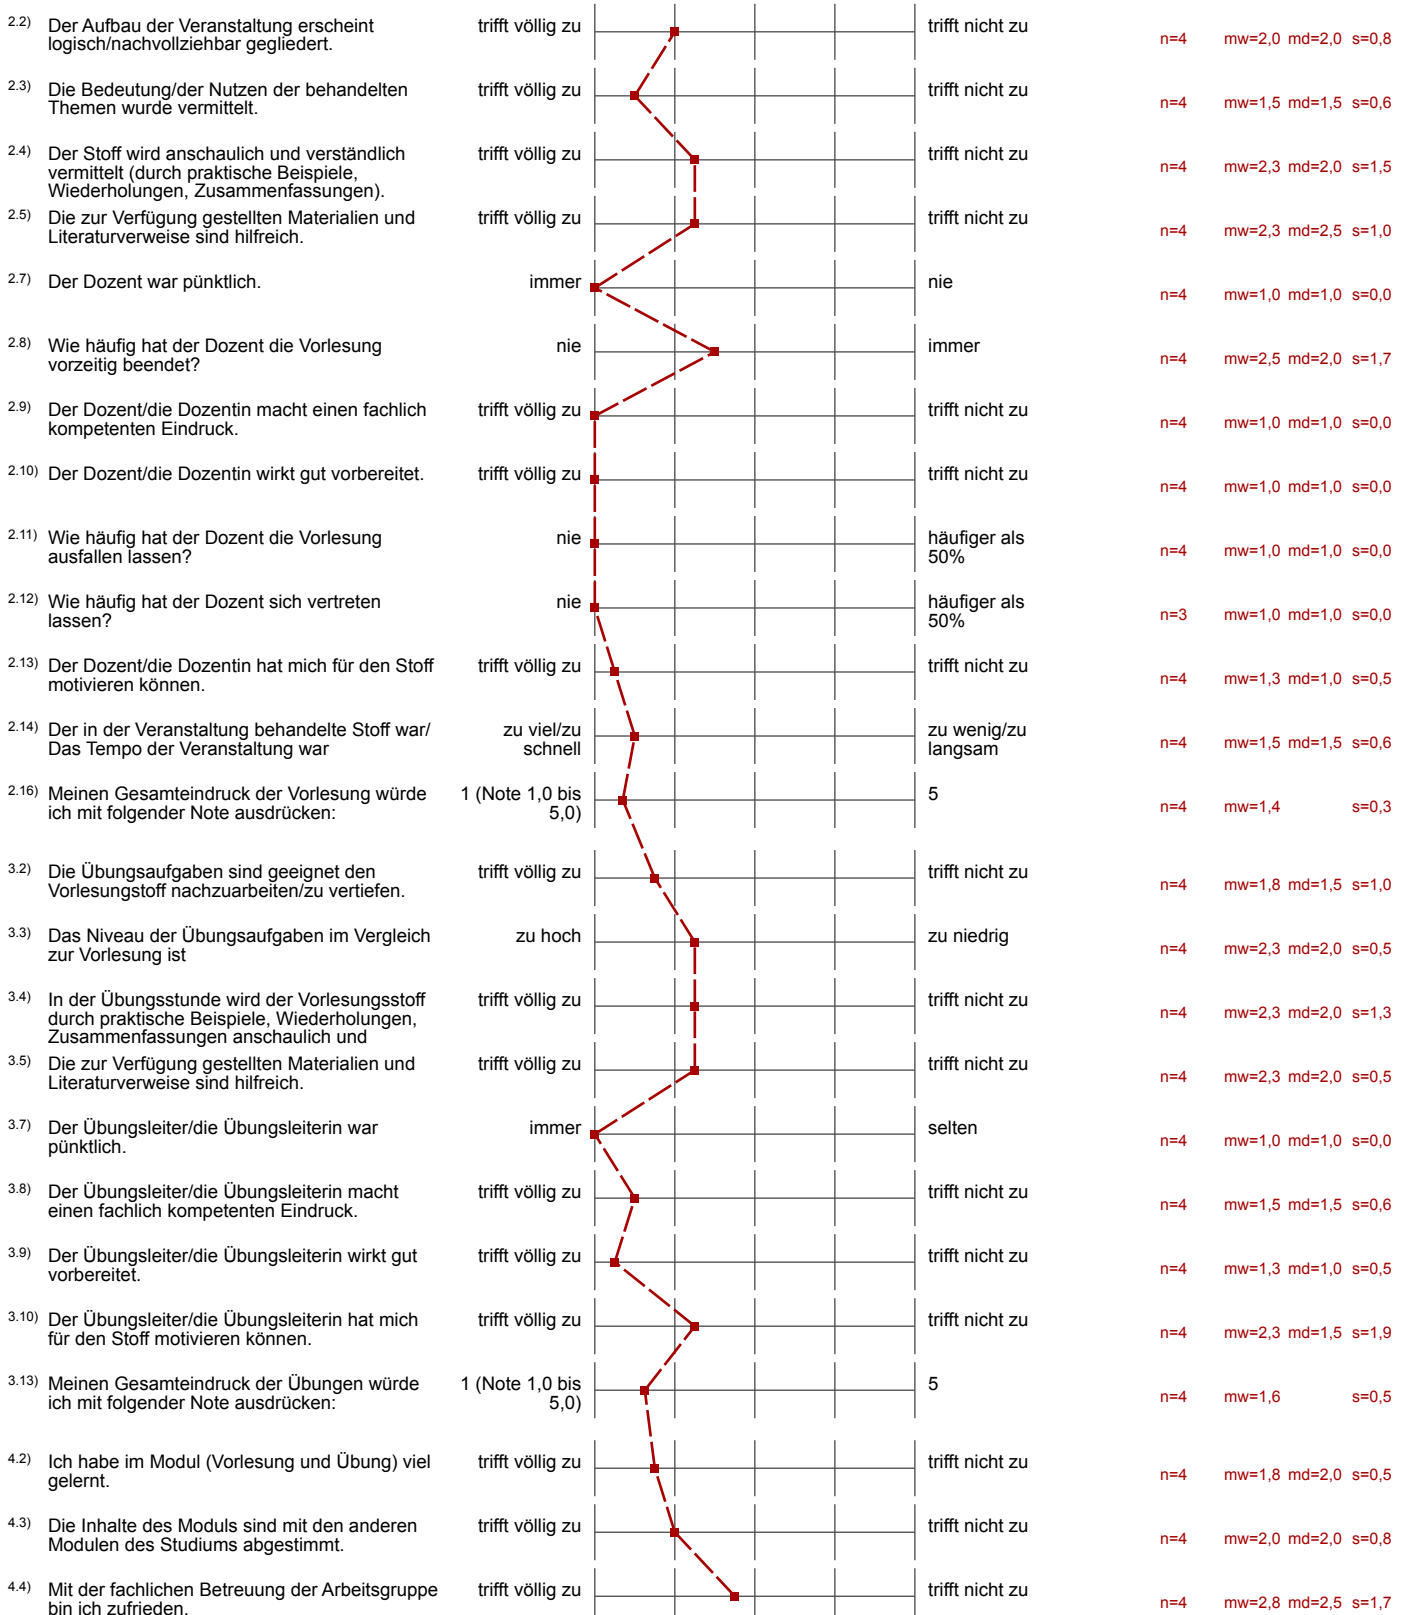 2.2) Der Aufbau der Veranstaltung erscheint trifft völlig zu trifft nicht zu
logisch/nachvollziehbar gegliedert. n=4 mw=2,0 md=2,0 s=0,8
2.3) Die Bedeutung/der Nutzen der behandelten trifft völlig zu trifft nicht zu
Themen wurde vermittelt. n=4 mw=1,5 md=1,5 s=0,6
2.4) Der Stoff wird anschaulich und verständlich trifft völlig zu trifft nicht zu
vermittelt (durch praktische Beispiele, n=4 mw=2,3 md=2,0 s=1,5
Wiederholungen, Zusammenfassungen).
2.5) Die zur Verfügung gestellten Materialien und trifft völlig zu trifft nicht zu
Literaturverweise sind hilfreich. n=4 mw=2,3 md=2,5 s=1,0
2.7) Der Dozent war pünktlich. immer nie
n=4 mw=1,0 md=1,0 s=0,0
2.8) Wie häufig hat der Dozent die Vorlesung nie immer
vorzeitig beendet? n=4 mw=2,5 md=2,0 s=1,7
2.9) Der Dozent/die Dozentin macht einen fachlich trifft völlig zu trifft nicht zu
kompetenten Eindruck. n=4 mw=1,0 md=1,0 s=0,0
2.10) Der Dozent/die Dozentin wirkt gut vorbereitet. trifft völlig zu trifft nicht zu
n=4 mw=1,0 md=1,0 s=0,0
2.11) Wie häufig hat der Dozent die Vorlesung nie häufiger als
ausfallen lassen? 50% n=4 mw=1,0 md=1,0 s=0,0
2.12) Wie häufig hat der Dozent sich vertreten nie häufiger als
lassen? 50% n=3 mw=1,0 md=1,0 s=0,0
2.13) Der Dozent/die Dozentin hat mich für den Stoff trifft völlig zu trifft nicht zu
motivieren können. n=4 mw=1,3 md=1,0 s=0,5
2.14) Der in der Veranstaltung behandelte Stoff war/ zu viel/zu zu wenig/zu
Das Tempo der Veranstaltung war schnell langsam n=4 mw=1,5 md=1,5 s=0,6
2.16) Meinen Gesamteindruck der Vorlesung würde 1 (Note 1,0 bis 5
ich mit folgender Note ausdrücken: 5,0) n=4 mw=1,4 s=0,3
3.2) Die Übungsaufgaben sind geeignet den trifft völlig zu trifft nicht zu
Vorlesungstoff nachzuarbeiten/zu vertiefen. n=4 mw=1,8 md=1,5 s=1,0
3.3) Das Niveau der Übungsaufgaben im Vergleich zu hoch zu niedrig
zur Vorlesung ist n=4 mw=2,3 md=2,0 s=0,5
3.4) In der Übungsstunde wird der Vorlesungsstoff trifft völlig zu trifft nicht zu
durch praktische Beispiele, Wiederholungen, n=4 mw=2,3 md=2,0 s=1,3
Zusammenfassungen anschaulich und
3.5) Die zur Verfügung gestellten Materialien und trifft völlig zu trifft nicht zu
Literaturverweise sind hilfreich. n=4 mw=2,3 md=2,0 s=0,5
3.7) Der Übungsleiter/die Übungsleiterin war immer selten
pünktlich. n=4 mw=1,0 md=1,0 s=0,0
3.8) Der Übungsleiter/die Übungsleiterin macht trifft völlig zu trifft nicht zu
einen fachlich kompetenten Eindruck. n=4 mw=1,5 md=1,5 s=0,6
3.9) Der Übungsleiter/die Übungsleiterin wirkt gut trifft völlig zu trifft nicht zu
vorbereitet. n=4 mw=1,3 md=1,0 s=0,5
3.10) Der Übungsleiter/die Übungsleiterin hat mich trifft völlig zu trifft nicht zu
für den Stoff motivieren können. n=4 mw=2,3 md=1,5 s=1,9
3.13) Meinen Gesamteindruck der Übungen würde 1 (Note 1,0 bis 5
ich mit folgender Note ausdrücken: 5,0) n=4 mw=1,6 s=0,5
4.2) Ich habe im Modul (Vorlesung und Übung) viel trifft völlig zu trifft nicht zu
gelernt. n=4 mw=1,8 md=2,0 s=0,5
4.3) Die Inhalte des Moduls sind mit den anderen trifft völlig zu trifft nicht zu
Modulen des Studiums abgestimmt. n=4 mw=2,0 md=2,0 s=0,8
4.4) Mit der fachlichen Betreuung der Arbeitsgruppe trifft völlig zu trifft nicht zu
bin ich zufrieden. n=4 mw=2,8 md=2,5 s=1,7